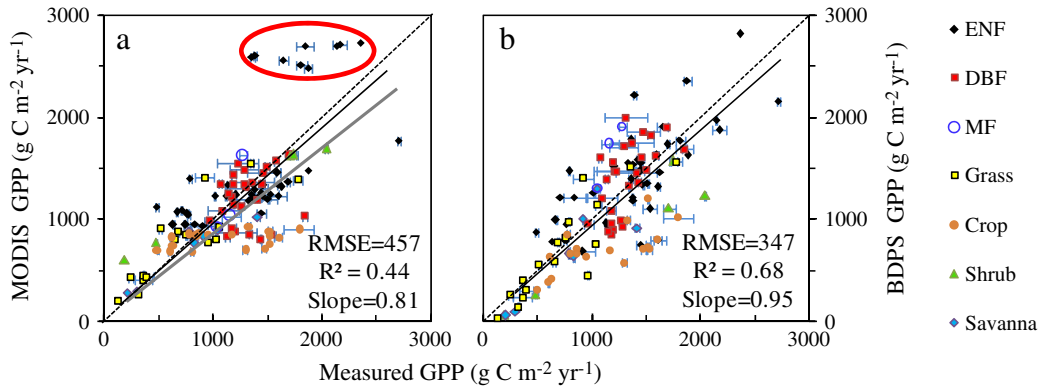 a
b
MODIS GPP (g C m-2 yr-1)
3000
2000
1000
0
RMSE=457
R² = 0.44
Slope=0.81
0 1000 2000 3000
RMSE=347
R² = 0.68
Slope=0.95
0 1000 2000 3000
3000
2000
1000
0
BDPS GPP (g C m-2 yr-1)
Measured GPP (g C m-2 yr-1)
ENF
DBF
MF
Grass
Crop
Shrub
Savanna